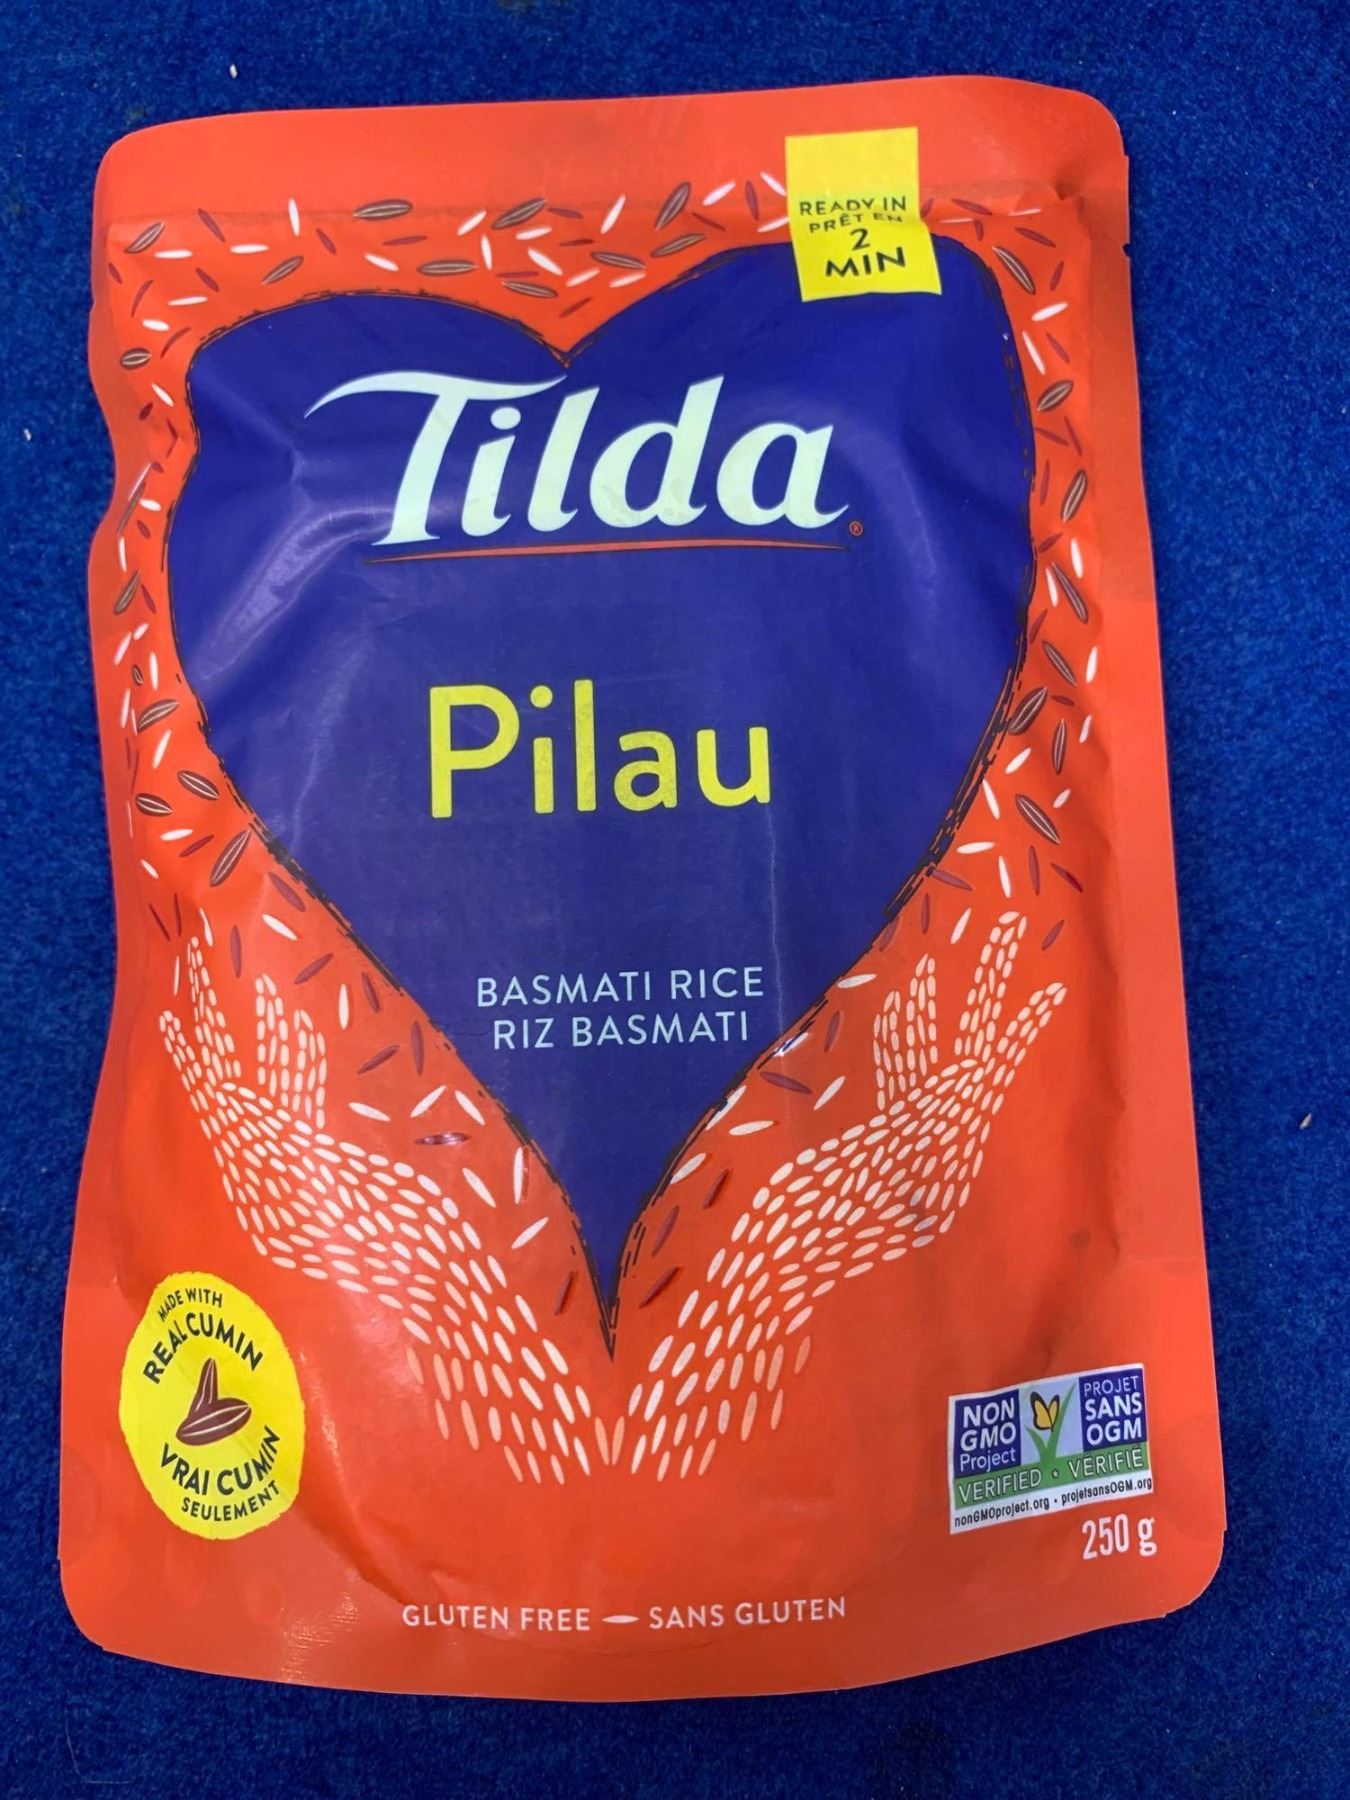 READY IN
PRÊT EN
2
MIN
Tilda®
Pilau
BASMATI RICE
RIZ BASMATI
MADE WITH
REAL CUMIN
VRAI CUMIN
SEULEMENT
NON
GMO
Project
PROJET
SANS
OGM
VERIFIED • VÉRIFIÉ
nonGMOproject.org • projetsansOGM.org
250 g
GLUTEN FREE — SANS GLUTEN